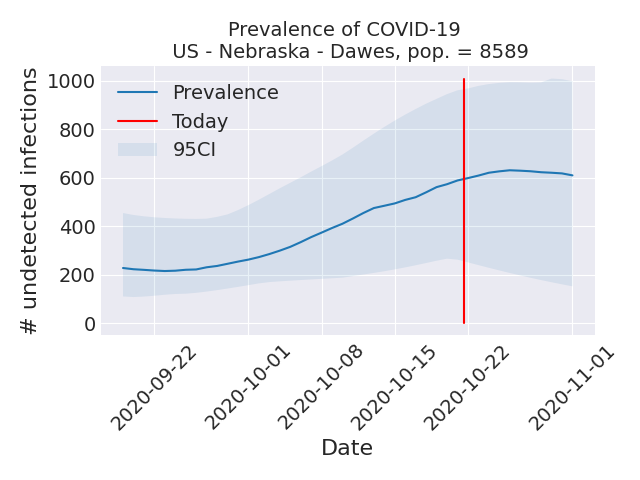 Prevalence of COVID-19
US - Nebraska - Dawes, pop. = 8589
# undetected infections
1000
800
600
400
200
0
Prevalence
Today
95CI
2020-09-22
2020-10-01
2020-10-08
2020-10-15
2020-10-22
2020-11-01
Date